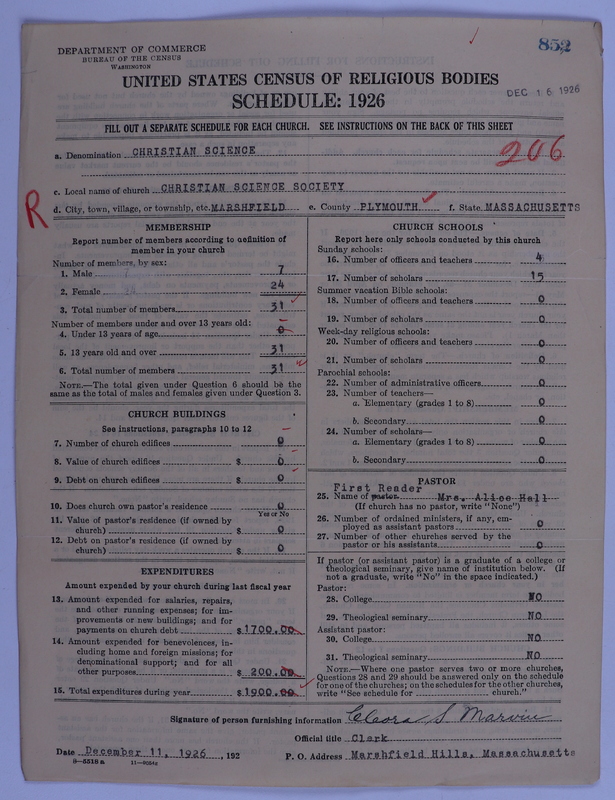 852
DEPARTMENT OF COMMERCE
BUREAU OF THE CENSUS
WASHINGTON
UNITED STATES CENSUS OF RELIGIOUS BODIES
SCHEDULE: 1926
DEC 16 1926
FILL OUT A SEPARATE SCHEDULE FOR EACH CHURCH. SEE INSTRUCTIONS ON THE BACK OF THIS SHEET
a. Denomination CHRISTIAN SCIENCE
206
c. Local name of church CHRISTIAN SCIENCE SOCIETY
R
d. City, town, village, or township, etc. MARSHFIELD e. County PLYMOUTH f. State MASSACHUSETTS
MEMBERSHIP
Report number of members according to definition of
member in your church
Number of members, by sex:
1. Male 7
2. Female 24
3. Total number of members 31
Number of members under and over 13 years old:
4. Under 13 years of age 0
5. 13 years old and over 31
6. Total number of members 31
NOTE.—The total given under Question 6 should be the
same as the total of males and females given under Question 3.
CHURCH BUILDINGS
See instructions, paragraphs 10 to 12
7. Number of church edifices 0
8. Value of church edifices $ 0
9. Debt on church edifices $ 0
10. Does church own pastor's residence 0
Yes or No
11. Value of pastor's residence (if owned by
church) $ 0
12. Debt on pastor's residence (if owned by
church) $ 0
EXPENDITURES
Amount expended by your church during last fiscal year
13. Amount expended for salaries, repairs,
and other running expenses; for im-
provements or new buildings; and for
payments on church debt $1700.00
14. Amount expended for benevolences, in-
cluding home and foreign missions; for
denominational support; and for all
other purposes $ 200.00
15. Total expenditures during year $1900.00
CHURCH SCHOOLS
Report here only schools conducted by this church
Sunday schools:
16. Number of officers and teachers 4
17. Number of scholars 15
Summer vacation Bible schools:
18. Number of officers and teachers 0
19. Number of scholars 0
Week-day religious schools:
20. Number of officers and teachers 0
21. Number of scholars 0
Parochial schools:
22. Number of administrative officers 0
23. Number of teachers—
a. Elementary (grades 1 to 8) 0
b. Secondary 0
24. Number of scholars—
a. Elementary (grades 1 to 8) 0
b. Secondary 0
PASTOR
First Reader
25. Name of pastor Mrs. Alice Hall
(If church has no pastor, write "None")
26. Number of ordained ministers, if any, em-
ployed as assistant pastors 0
27. Number of other churches served by the
pastor or his assistants 0
If pastor (or assistant pastor) is a graduate of a college or
theological seminary, give name of institution below. (If
not a graduate, write "No" in the space indicated.)
Pastor:
28. College NO
29. Theological seminary NO
Assistant pastor:
30. College NO
31. Theological seminary NO
NOTE.—Where one pastor serves two or more churches,
Questions 28 and 29 should be answered only on the schedule
for one of the churches; on the schedules for the other churches,
write "See schedule for church."
Signature of person furnishing information Cleora S. Marvin
Official title Clerk
Date December 11, 1926, 192 P. O. Address Marshfield Hills, Massachusetts
8—5518 a